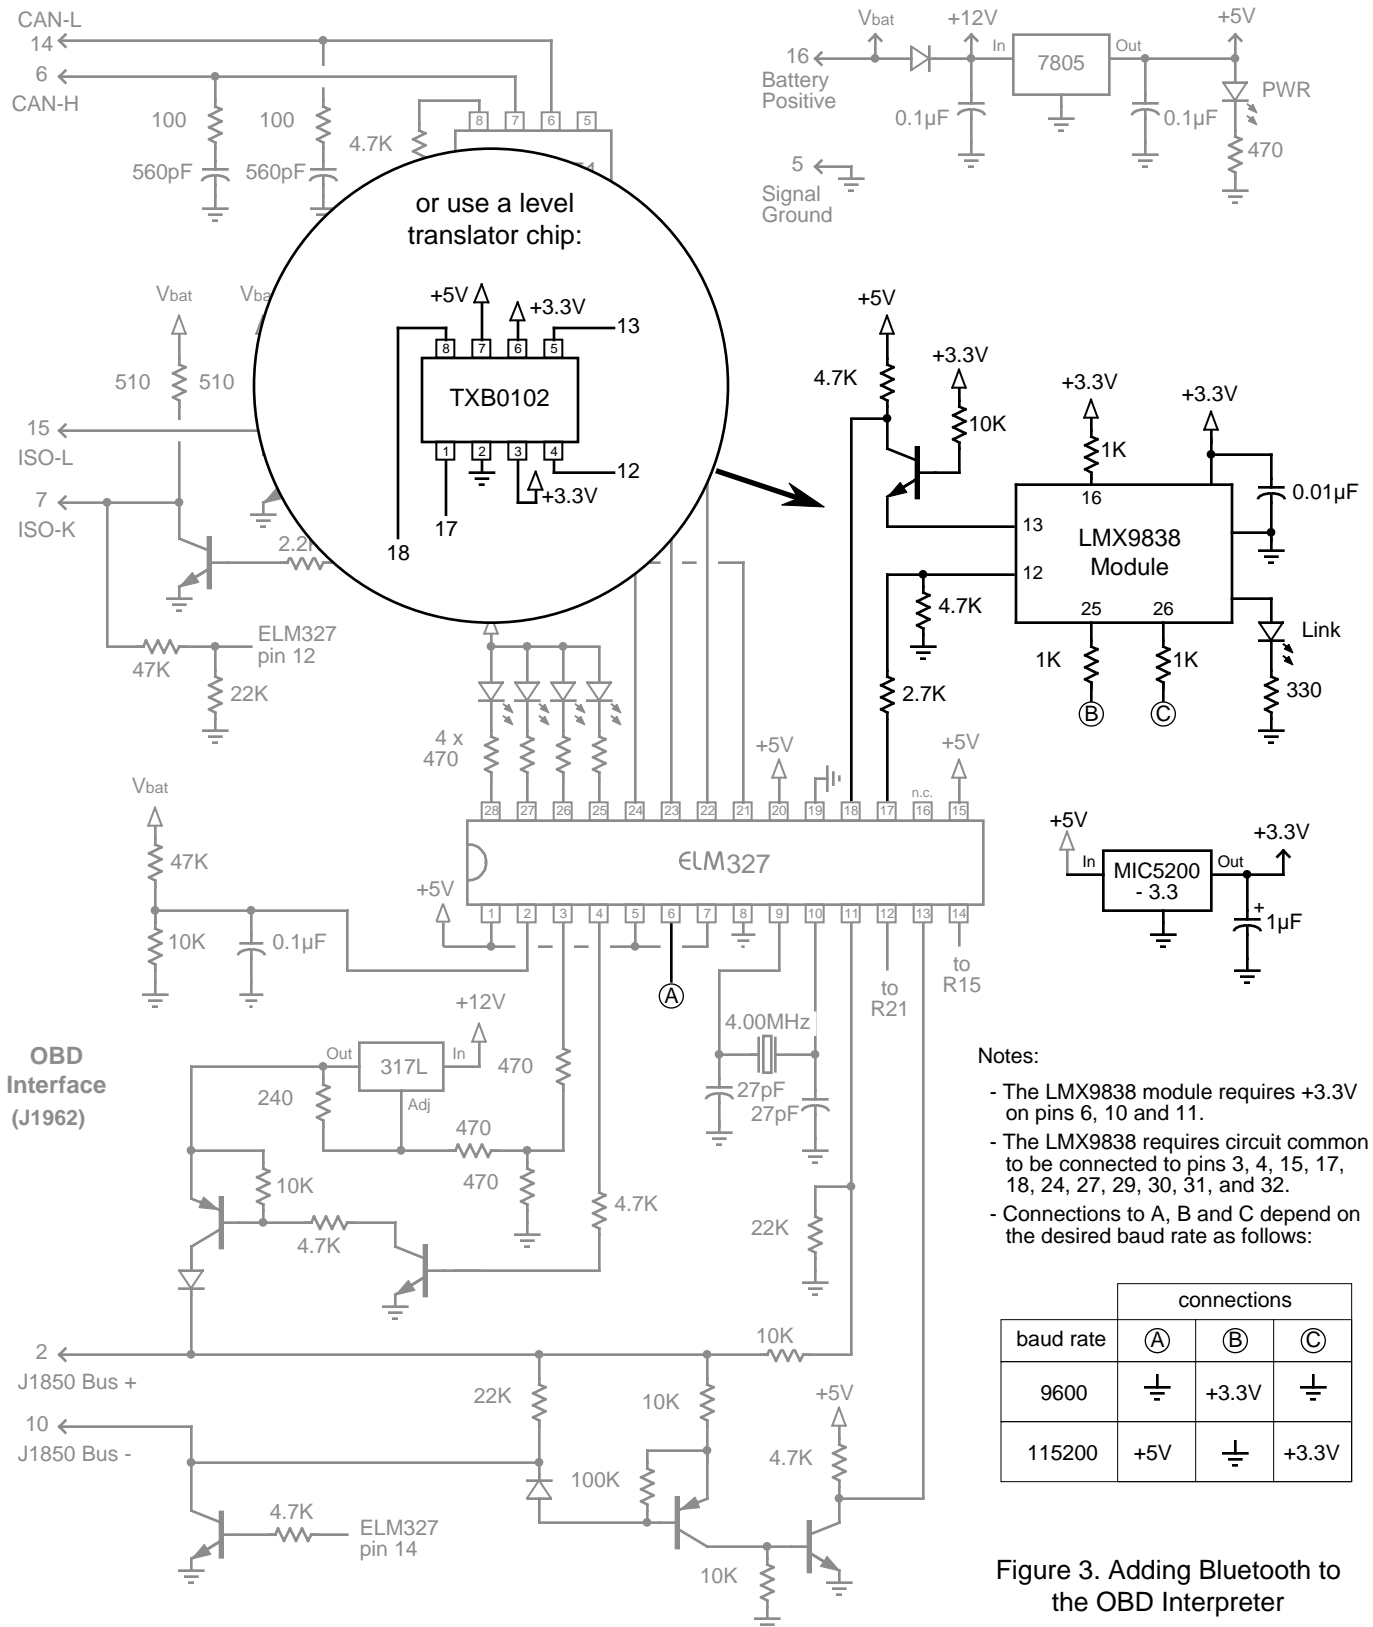 CAN-L
14
6
CAN-H
100
100
560pF
560pF
4.7K
8
7
6
5
Vbat
+12V
+5V
16
Battery
Positive
In
7805
Out
0.1µF
0.1µF
PWR
470
5
Signal
Ground
or use a level
translator chip:
+5V
+3.3V
13
8
7
6
5
TXB0102
1
2
3
4
12
+3.3V
17
18
Vbat
510
510
15
ISO-L
7
ISO-K
47K
22K
ELM327
pin 12
+5V
4.7K
+3.3V
10K
+3.3V
1K
+3.3V
0.01µF
16
13
LMX9838
Module
12
25
26
4.7K
2.7K
1K
1K
B
C
Link
330
4 x
470
+5V
+5V
n.c.
28
27
26
25
24
23
22
21
20
19
18
17
16
15
ELM327
+5V
1
2
3
4
5
6
7
8
9
10
11
12
13
14
A
to
R21
to
R15
Vbat
47K
10K
0.1µF
+5V
In
MIC5200
- 3.3
Out
+3.3V
+
1µF
4.00MHz
27pF
27pF
OBD
Interface
(J1962)
+12V
Out
317L
In
Adj
240
470
470
470
10K
4.7K
4.7K
22K
2
J1850 Bus +
10
J1850 Bus -
10K
22K
10K
+5V
4.7K
100K
10K
4.7K
ELM327
pin 14
Notes:
- The LMX9838 module requires +3.3V
on pins 6, 10 and 11.
- The LMX9838 requires circuit common
to be connected to pins 3, 4, 15, 17,
18, 24, 27, 29, 30, 31, and 32.
- Connections to A, B and C depend on
the desired baud rate as follows:
connections
baud rate A B C
9600 +3.3V
115200 +5V +3.3V
Figure 3. Adding Bluetooth to
the OBD Interpreter